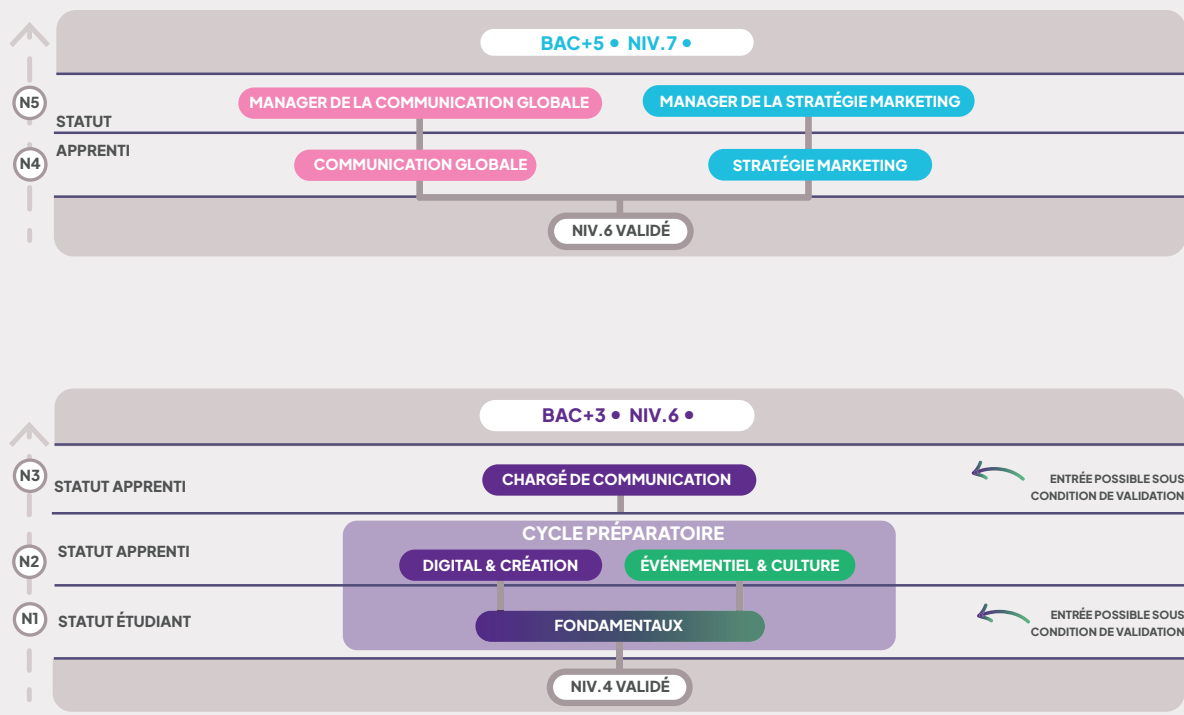 BAC+5 • NIV.7 •
N5
MANAGER DE LA COMMUNICATION GLOBALE
MANAGER DE LA STRATÉGIE MARKETING
STATUT
APPRENTI
N4
COMMUNICATION GLOBALE
STRATÉGIE MARKETING
NIV.6 VALIDÉ
BAC+3 • NIV.6 •
N3
STATUT APPRENTI
CHARGÉ DE COMMUNICATION
ENTRÉE POSSIBLE SOUS
CONDITION DE VALIDATION
CYCLE PRÉPARATOIRE
N2
STATUT APPRENTI
DIGITAL & CRÉATION
ÉVÉNEMENTIEL & CULTURE
N1
STATUT ÉTUDIANT
FONDAMENTAUX
ENTRÉE POSSIBLE SOUS
CONDITION DE VALIDATION
NIV.4 VALIDÉ